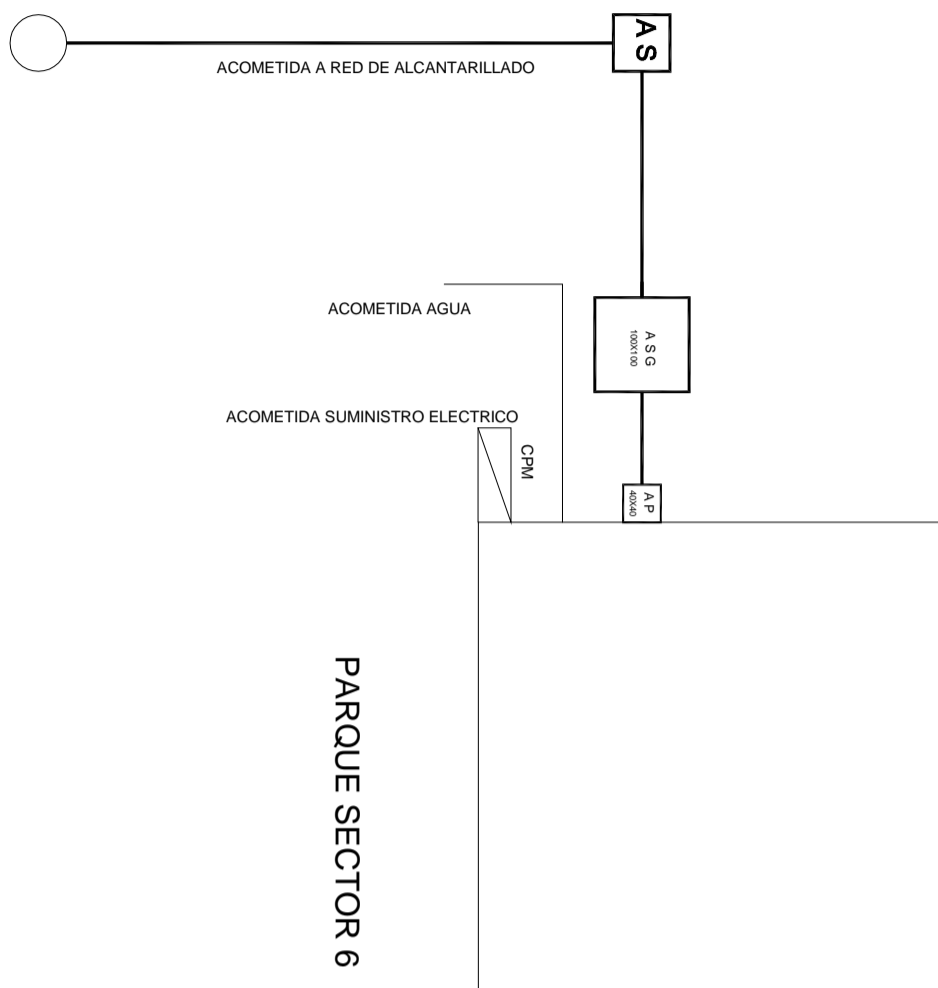 A S
ACOMETIDA A RED DE ALCANTARILLADO
ACOMETIDA AGUA
A S G
100X100
ACOMETIDA SUMINISTRO ELECTRICO
CPM
A P
40X40
PARQUE SECTOR 6